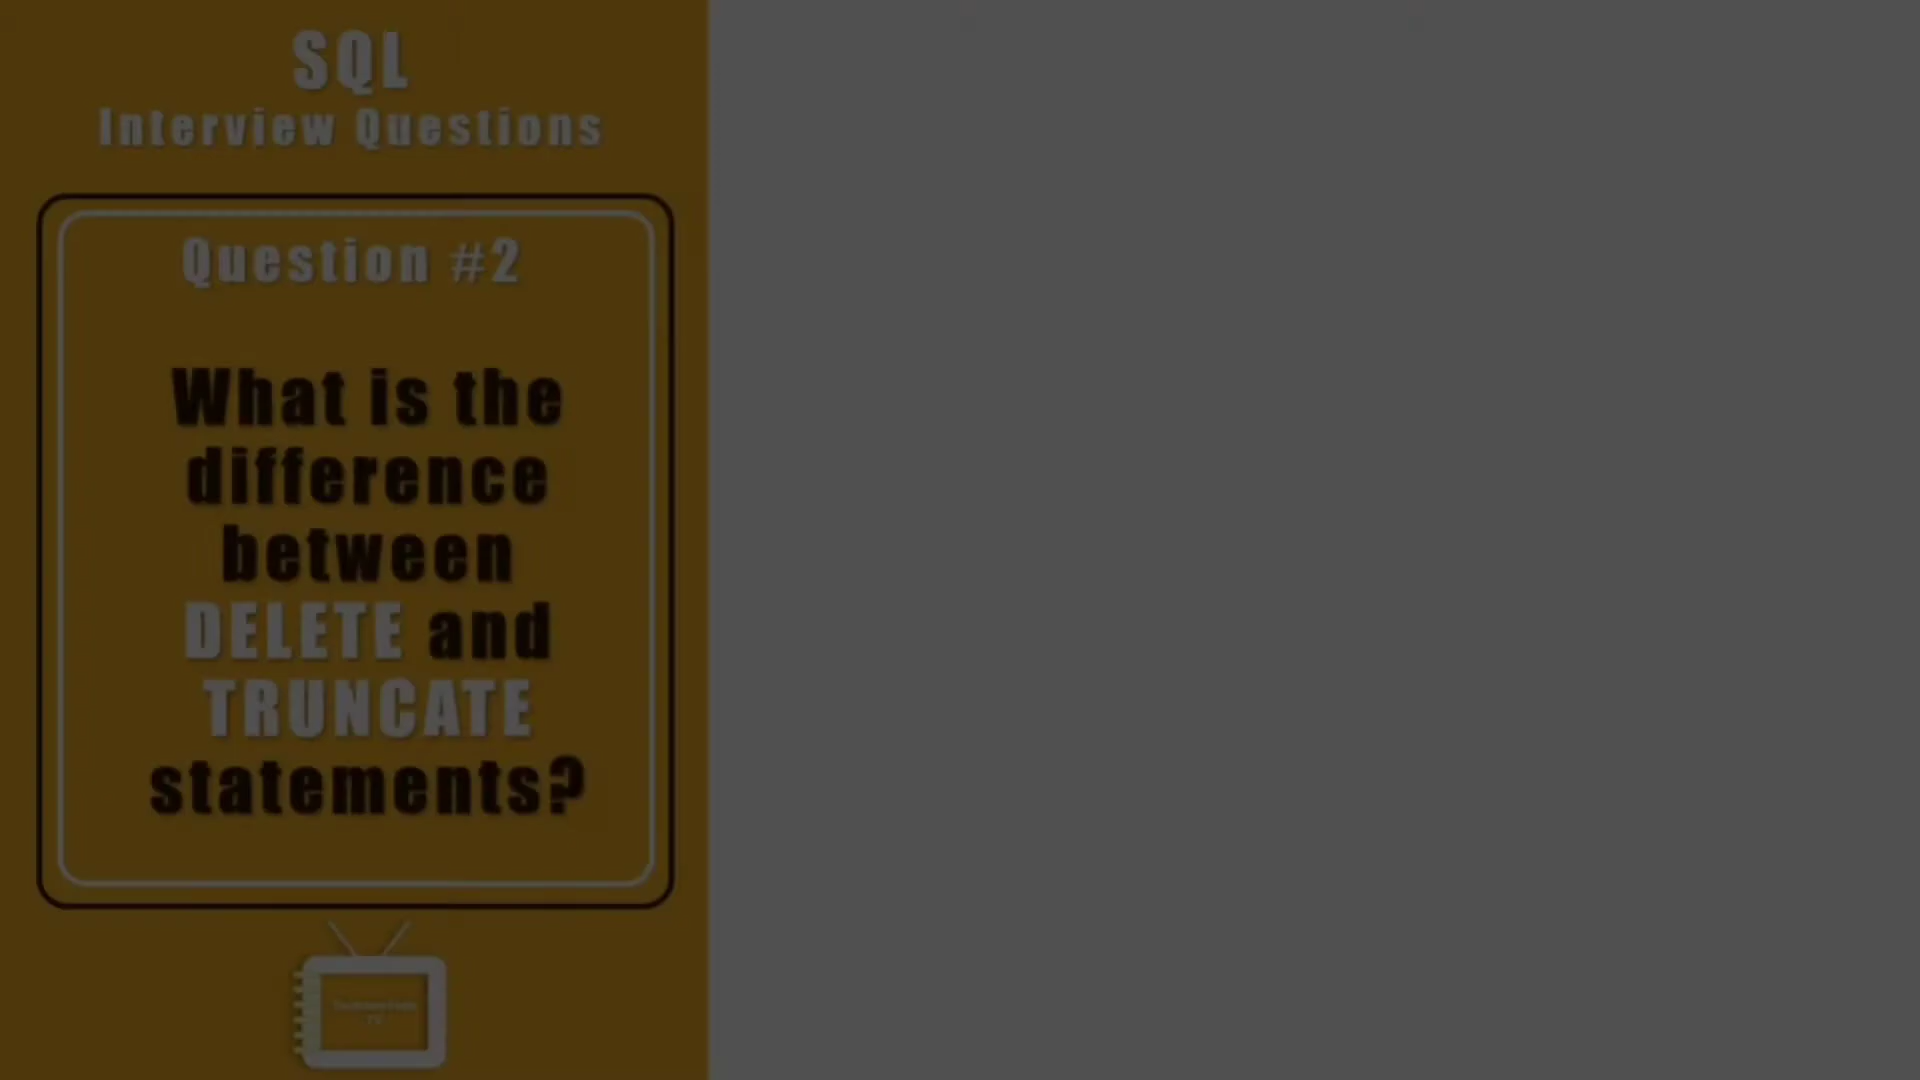 SQL
Interview Questions
Question #2
What is the
difference
between
DELETE and
TRUNCATE
statements?